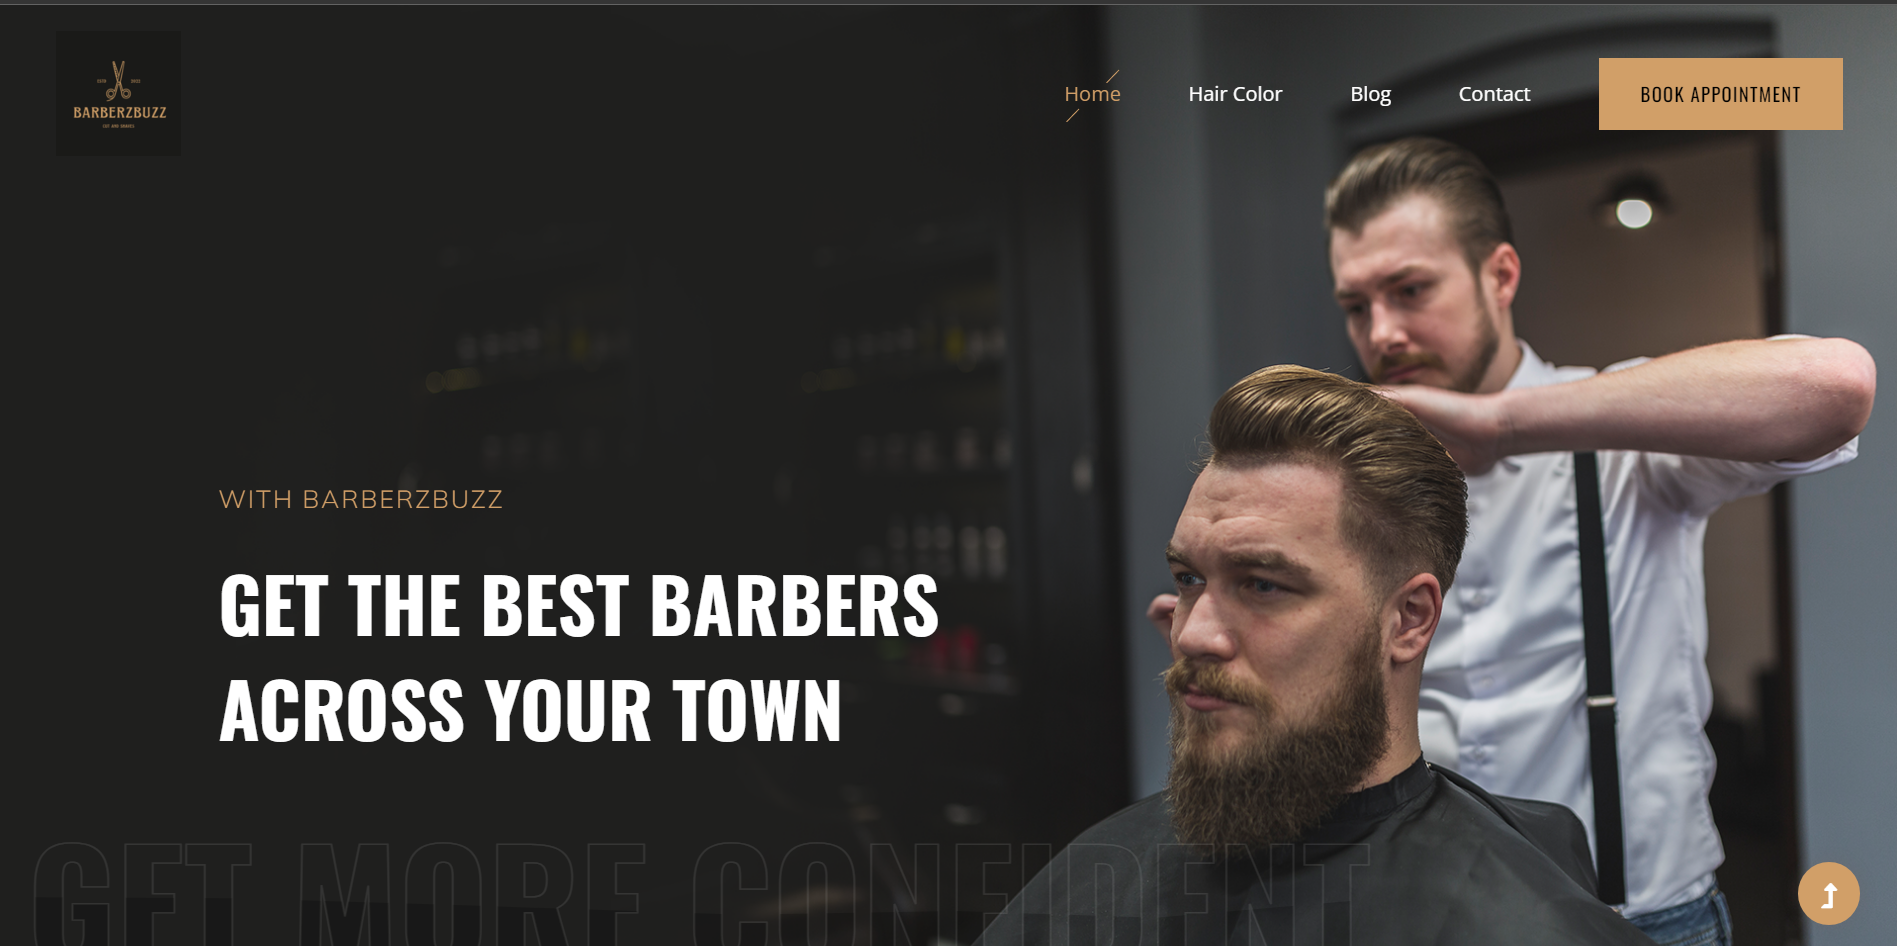 BARBERZBUZZ
Home
Hair Color
Blog
Contact
BOOK APPOINTMENT
WITH BARBERZBUZZ
GET THE BEST BARBERS
ACROSS YOUR TOWN
GET MORE CONFIDENT